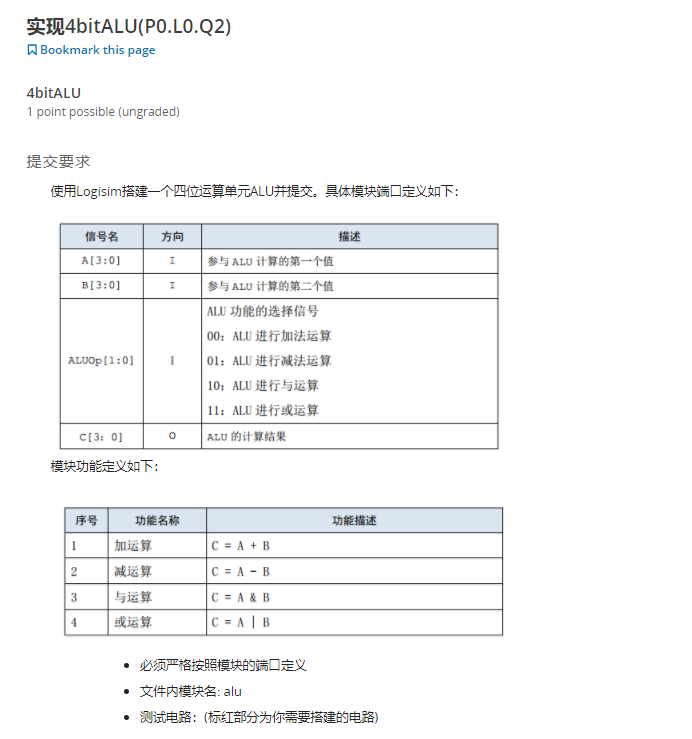 实现4bitALU(P0.L0.Q2)
Bookmark this page
4bitALU
1 point possible (ungraded)
提交要求
使用Logisim搭建一个四位运算单元ALU并提交。具体模块端口定义如下：
信号名 方向 描述
A[3:0] I 参与 ALU 计算的第一个值
B[3:0] I 参与 ALU 计算的第二个值
ALU 功能的选择信号
00：ALU 进行加法运算
ALUOp[1:0] I 01：ALU 进行减法运算
10：ALU 进行与运算
11：ALU 进行或运算
C[3：0] O ALU 的计算结果
模块功能定义如下：
序号 功能名称 功能描述
1 加运算 C = A + B
2 减运算 C = A - B
3 与运算 C = A & B
4 或运算 C = A | B
• 必须严格按照模块的端口定义
• 文件内模块名: alu
• 测试电路：(标红部分为你需要搭建的电路)